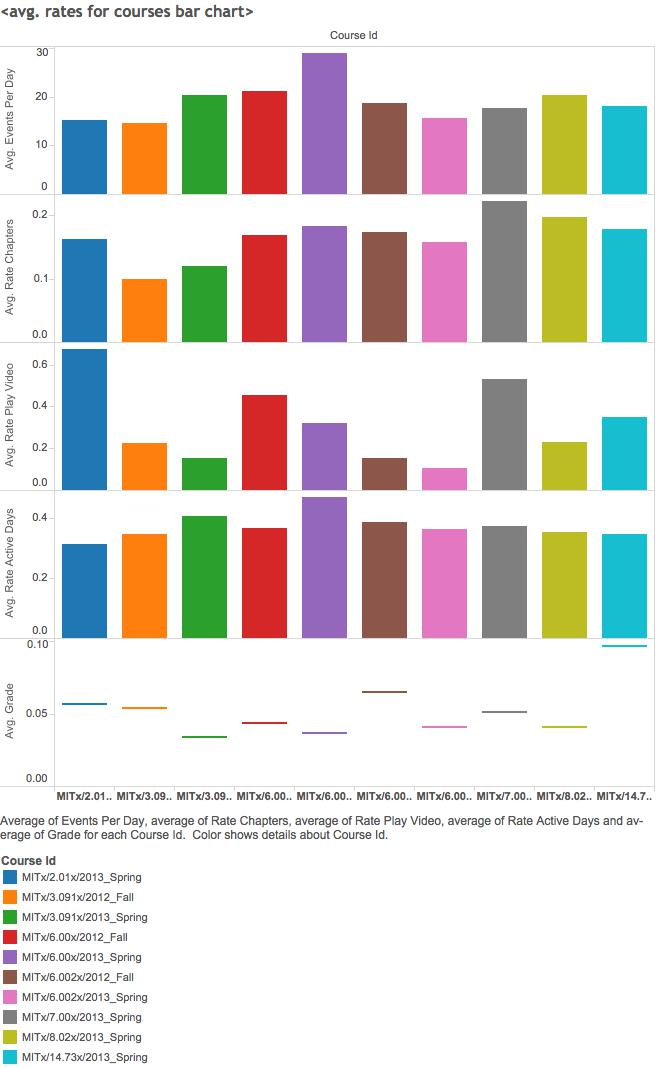 <avg. rates for courses bar chart>
Course Id
Avg. Events Per Day
30
20
10
0
Avg. Rate Chapters
0.2
0.1
0.0
Avg. Rate Play Video
0.6
0.4
0.2
0.0
Avg. Rate Active Days
0.4
0.2
0.0
Avg. Grade
0.10
0.05
0.00
MITx/2.01.. MITx/3.09.. MITx/3.09.. MITx/6.00.. MITx/6.00.. MITx/6.00.. MITx/6.00.. MITx/7.00.. MITx/8.02.. MITx/14.7..
Average of Events Per Day, average of Rate Chapters, average of Rate Play Video, average of Rate Active Days and av-
erage of Grade for each Course Id. Color shows details about Course Id.
Course Id
MITx/2.01x/2013_Spring
MITx/3.091x/2012_Fall
MITx/3.091x/2013_Spring
MITx/6.00x/2012_Fall
MITx/6.00x/2013_Spring
MITx/6.002x/2012_Fall
MITx/6.002x/2013_Spring
MITx/7.00x/2013_Spring
MITx/8.02x/2013_Spring
MITx/14.73x/2013_Spring